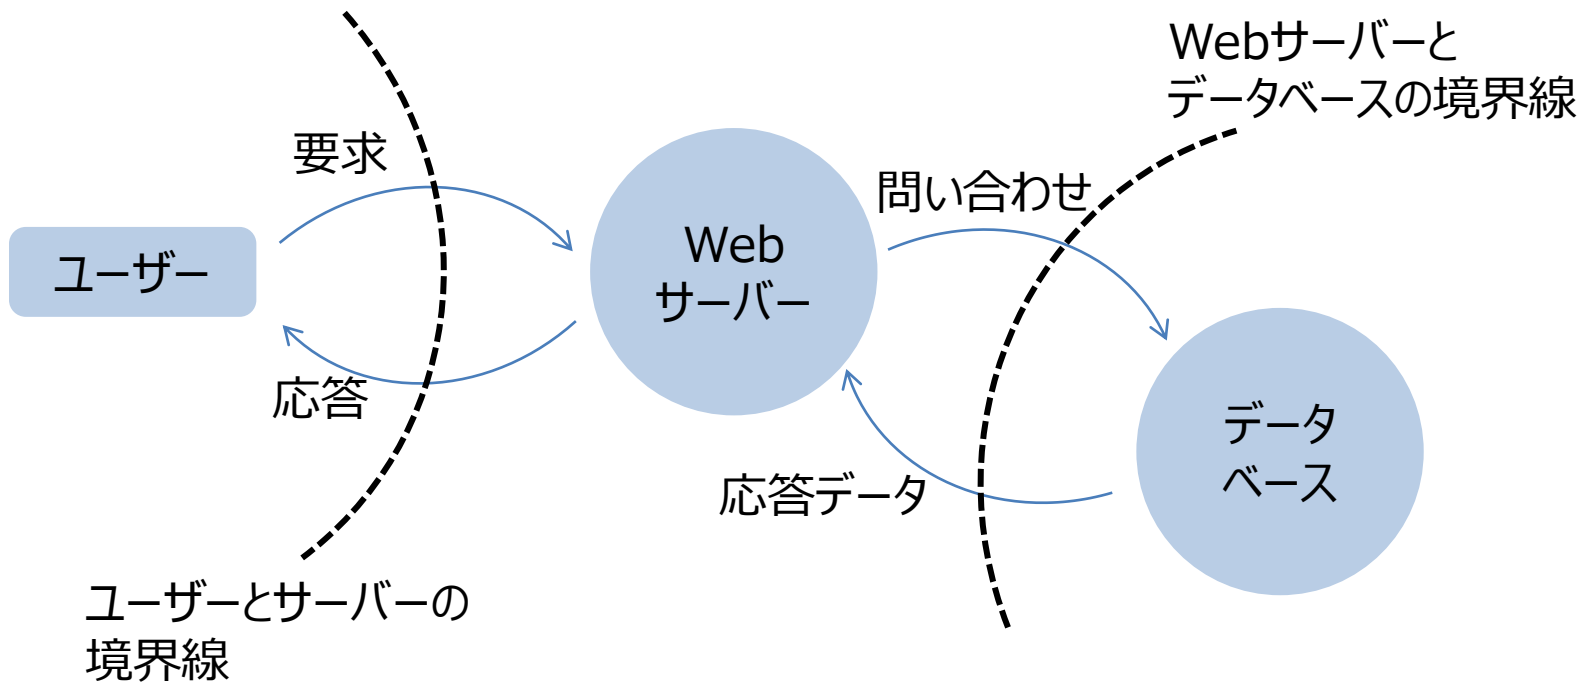 Webサーバーと
データベースの境界線
要求
問い合わせ
ユーザー
Web
サーバー
応答
データ
ベース
応答データ
ユーザーとサーバーの
境界線